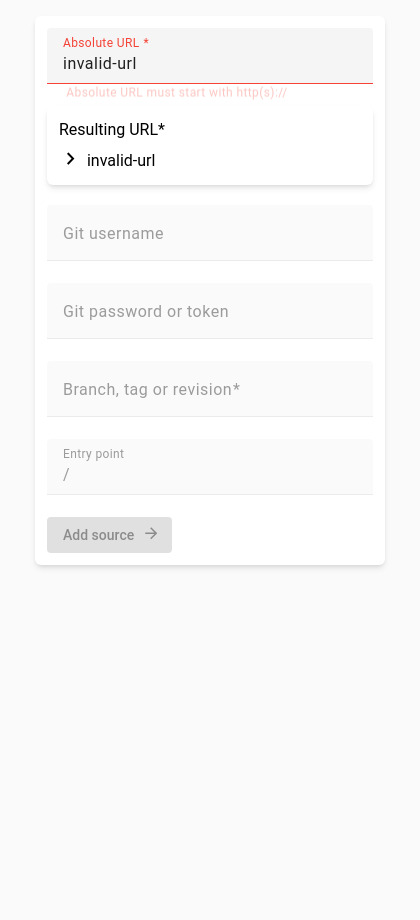 Absolute URL *
invalid-url
Absolute URL must start with http(s)://
Resulting URL*
invalid-url
Git username
Git password or token
Branch, tag or revision*
Entry point
/
Add source